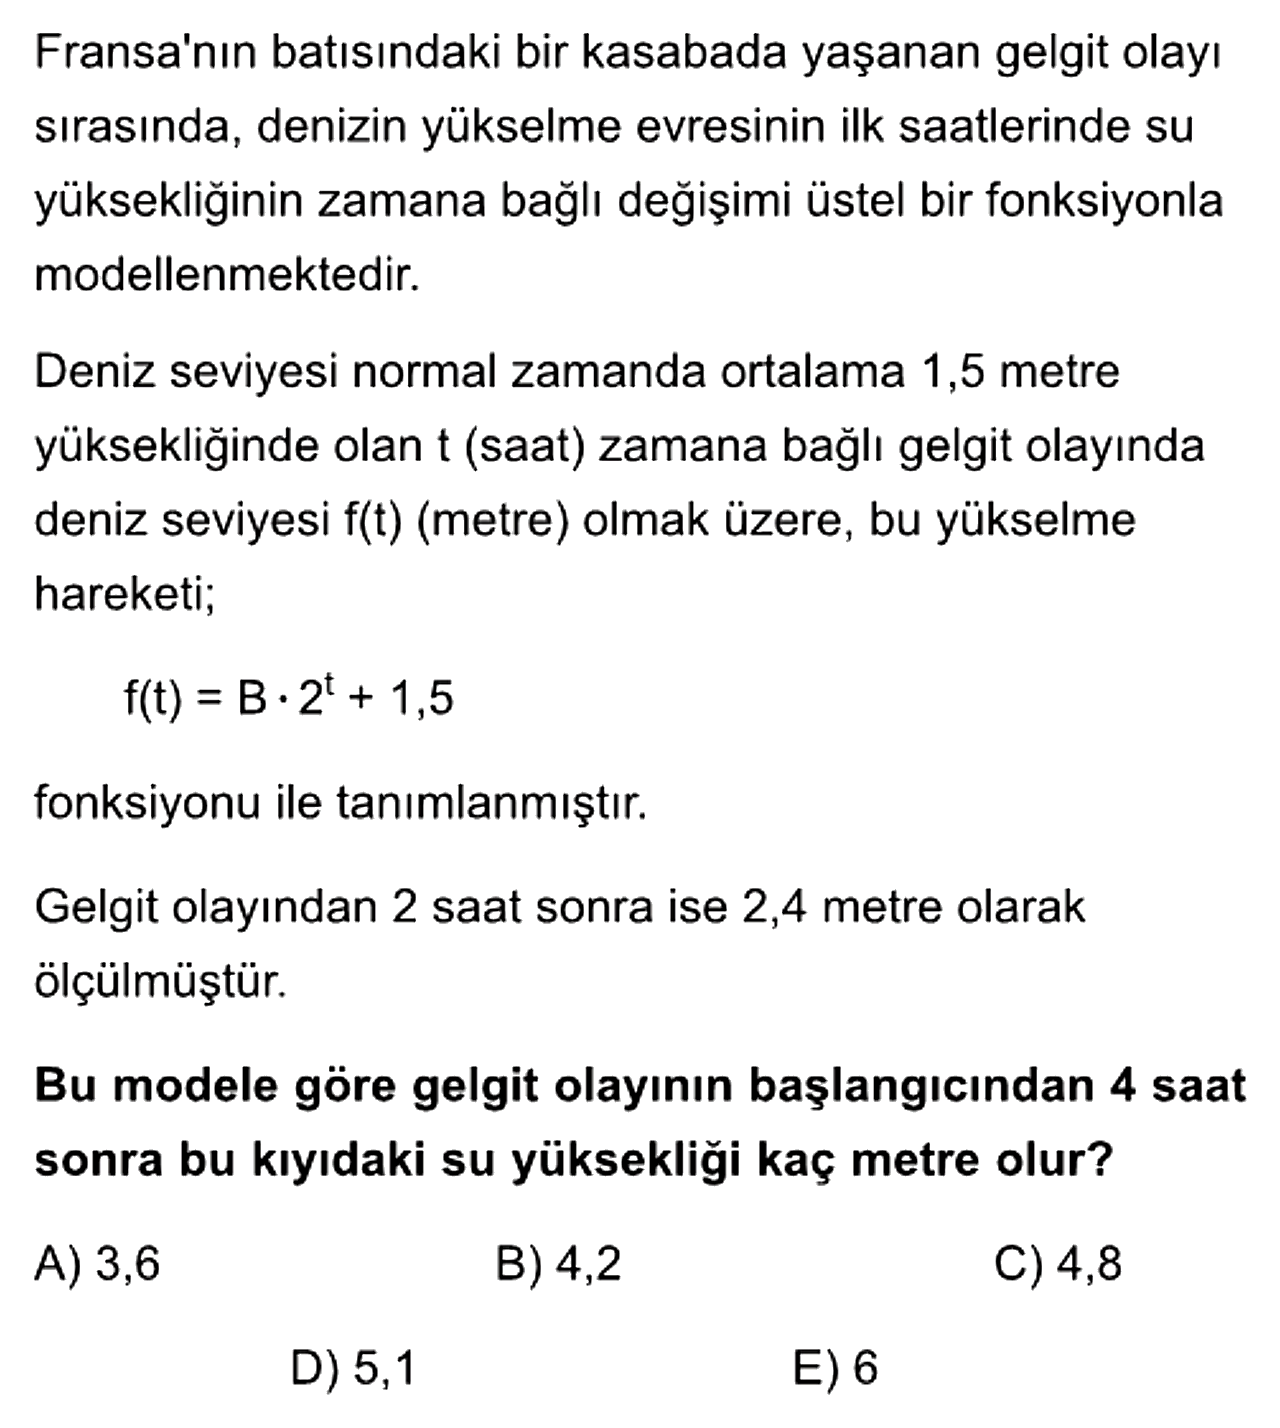 Fransa'nın batısındaki bir kasabada yaşanan gelgit olayı
sırasında, denizin yükselme evresinin ilk saatlerinde su
yüksekliğinin zamana bağlı değişimi üstel bir fonksiyonla
modellenmektedir.
Deniz seviyesi normal zamanda ortalama 1,5 metre
yüksekliğinde olan t (saat) zamana bağlı gelgit olayında
deniz seviyesi f(t) (metre) olmak üzere, bu yükselme
hareketi;
f(t) = B · 2ᵗ + 1,5
fonksiyonu ile tanımlanmıştır.
Gelgit olayından 2 saat sonra ise 2,4 metre olarak
ölçülmüştür.
Bu modele göre gelgit olayının başlangıcından 4 saat
sonra bu kıyıdaki su yüksekliği kaç metre olur?
A) 3,6 B) 4,2 C) 4,8
D) 5,1 E) 6